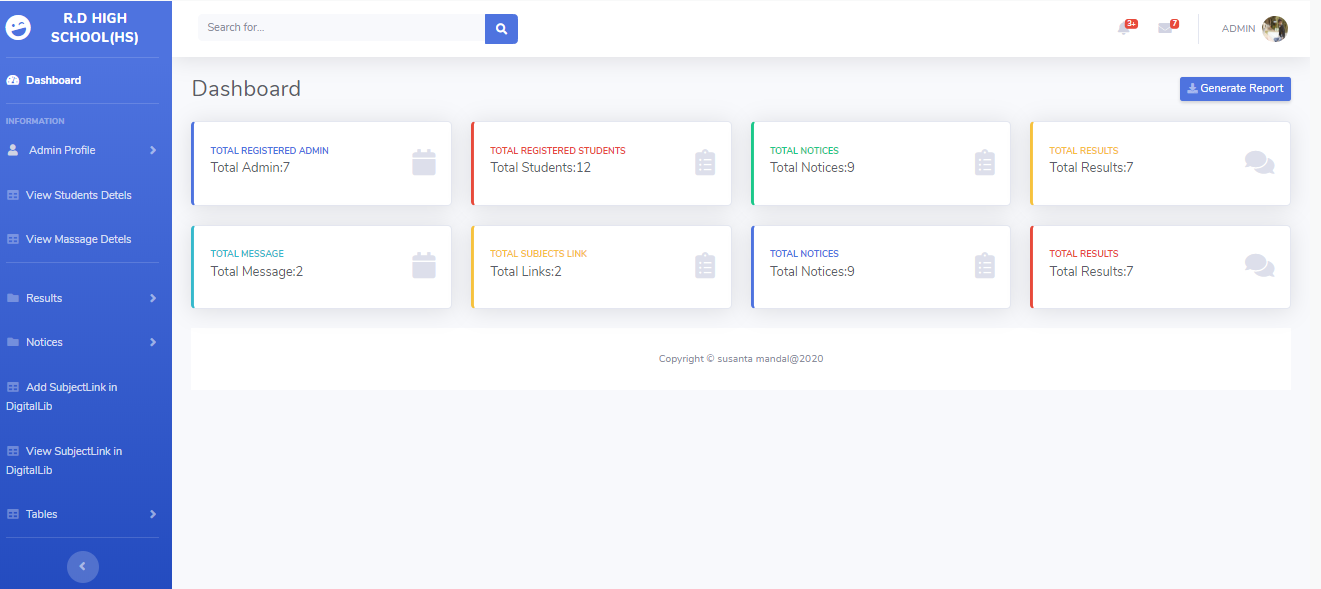 R.D HIGH
SCHOOL(HS)
Dashboard
INFORMATION
Admin Profile
View Students Detels
View Massage Detels
Results
Notices
Add SubjectLink in
DigitalLib
View SubjectLink in
DigitalLib
Tables
Search for...
3+
7
ADMIN
Dashboard
Generate Report
TOTAL REGISTERED ADMIN
Total Admin:7
TOTAL REGISTERED STUDENTS
Total Students:12
TOTAL NOTICES
Total Notices:9
TOTAL RESULTS
Total Results:7
TOTAL MESSAGE
Total Message:2
TOTAL SUBJECTS LINK
Total Links:2
TOTAL NOTICES
Total Notices:9
TOTAL RESULTS
Total Results:7
Copyright © susanta mandal@2020